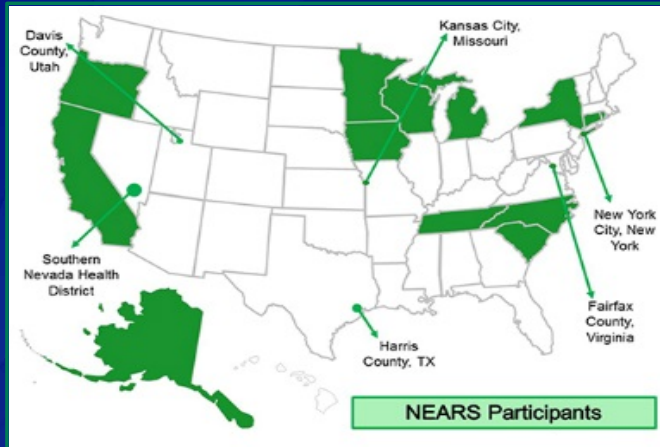 Davis
County,
Utah
Kansas City,
Missouri
Southern
Nevada Health
District
Harris
County, TX
New York
City, New
York
Fairfax
County,
Virginia
NEARS Participants